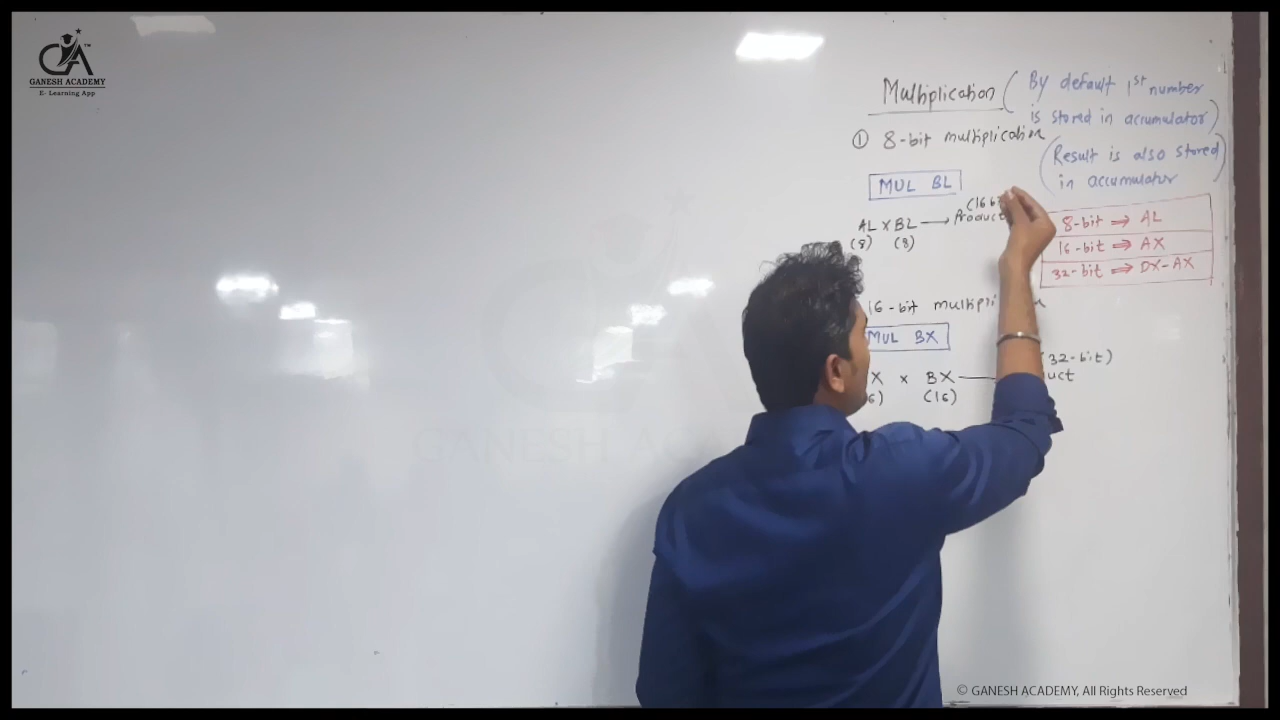 GANESH ACADEMY
E- Learning App
Multiplication (By default 1st number
is stored in accumulator)
① 8-bit multiplication
(Result is also stored
in accumulator
MUL BL
(16 b
AL x BL → Product
(8) (8)
8-bit ⇒ AL
16-bit ⇒ AX
32-bit ⇒ DX-AX
16-bit multipli
MUL BX
(32-bit)
X x BX — uct
6) (16)
GANESH ACA
© GANESH ACADEMY, All Rights Reserved